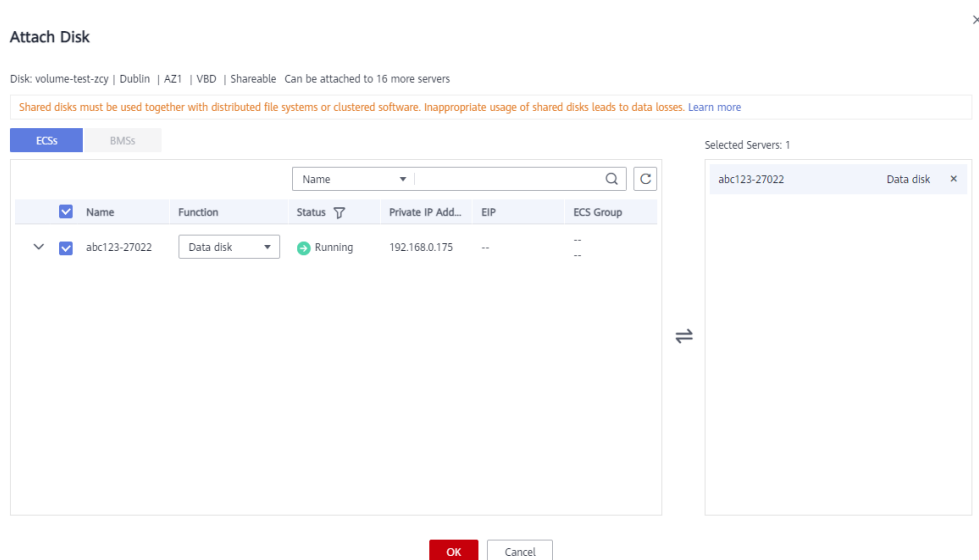 Attach Disk
Disk: volume-test-zcy | Dublin | AZ1 | VBD | Shareable Can be attached to 16 more servers
Shared disks must be used together with distributed file systems or clustered software. Inappropriate usage of shared disks leads to data losses. Learn more
ECSs BMSs
Selected Servers: 1
Name
abc123-27022 Data disk ×
Name Function Status Private IP Add... EIP ECS Group
abc123-27022 Data disk Running 192.168.0.175 -- --
--
OK Cancel